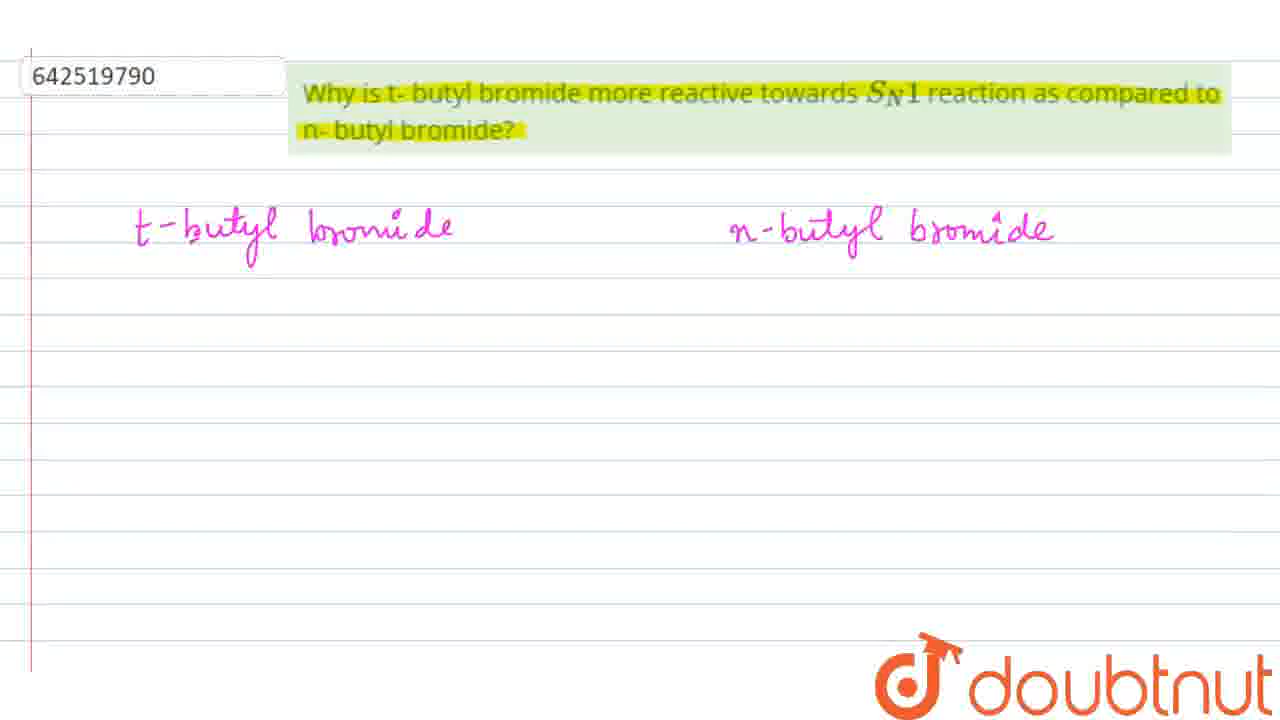 642519790
Why is t- butyl bromide more reactive towards $S_N1$ reaction as compared to
n- butyl bromide?
t-butyl bromide
n-butyl bromide
doubtnut